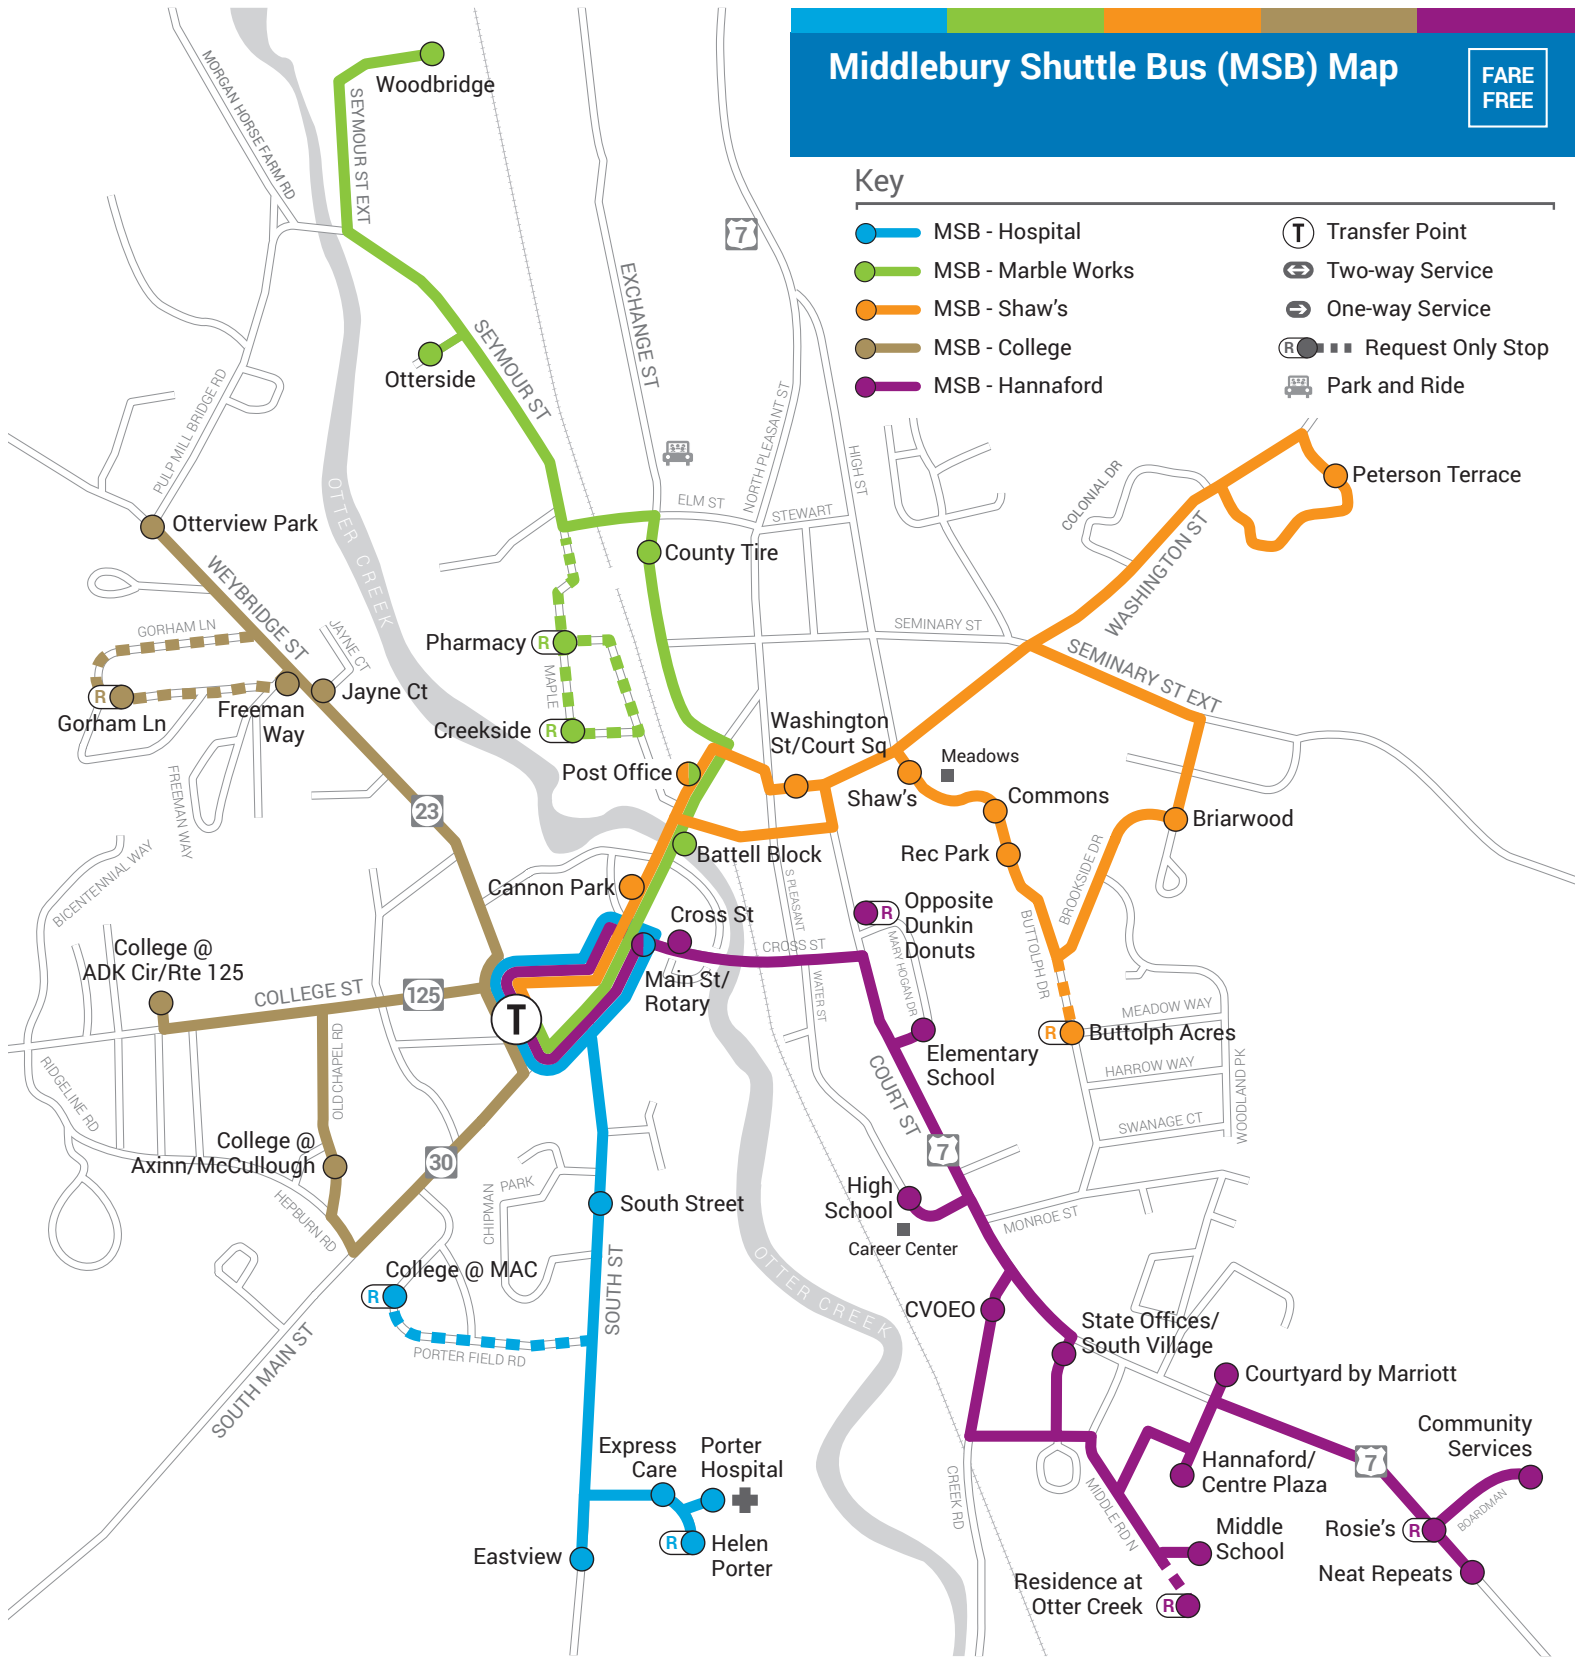 Middlebury Shuttle Bus (MSB) Map
FARE
FREE
Key
MSB - Hospital
MSB - Marble Works
MSB - Shaw's
MSB - College
MSB - Hannaford
T
Transfer Point
Two-way Service
One-way Service
R
Request Only Stop
Park and Ride
Woodbridge
MORGAN HORSE FARM RD
SEYMOUR ST EXT
7
EXCHANGE ST
SEYMOUR ST
Otterside
PULP MILL BRIDGE RD
NORTH PLEASANT ST
HIGH ST
COLONIAL DR
Peterson Terrace
ELM ST
STEWART
WASHINGTON ST
OTTER CREEK
Otterview Park
County Tire
WEYBRIDGE ST
GORHAM LN
JAYNE CT
SEMINARY ST
SEMINARY ST EXT
Pharmacy
R
MAPLE
R
Gorham Ln
Freeman
Way
Jayne Ct
Creekside
R
Washington
St/Court Sq
Meadows
Post Office
Shaw's
Commons
FREEMAN WAY
23
Briarwood
Battell Block
Rec Park
BROOKSIDE DR
BICENTENNIAL WAY
Cannon Park
S PLEASANT
R
Opposite
Dunkin
Donuts
Cross St
CROSS ST
MARY HOGAN DR
BUTTOLPH DR
College @
ADK Cir/Rte 125
COLLEGE ST
125
Main St/
Rotary
WATER ST
T
MEADOW WAY
R
Buttolph Acres
Elementary
School
HARROW WAY
WOODLAND PK
OLD CHAPEL RD
RIDGELINE RD
COURT ST
SWANAGE CT
7
College @
Axinn/McCullough
30
HEPBURN RD
CHIPMAN
PARK
South Street
High
School
Career Center
MONROE ST
SOUTH ST
OTTER CREEK
College @ MAC
R
PORTER FIELD RD
CVOEO
State Offices/
South Village
SOUTH MAIN ST
Courtyard by Marriott
Community
Services
Express
Care
Porter
Hospital
Hannaford/
Centre Plaza
7
CREEK RD
MIDDLE RD N
BOARDMAN
Rosie's
R
Eastview
R
Helen
Porter
Middle
School
Neat Repeats
Residence at
Otter Creek
R